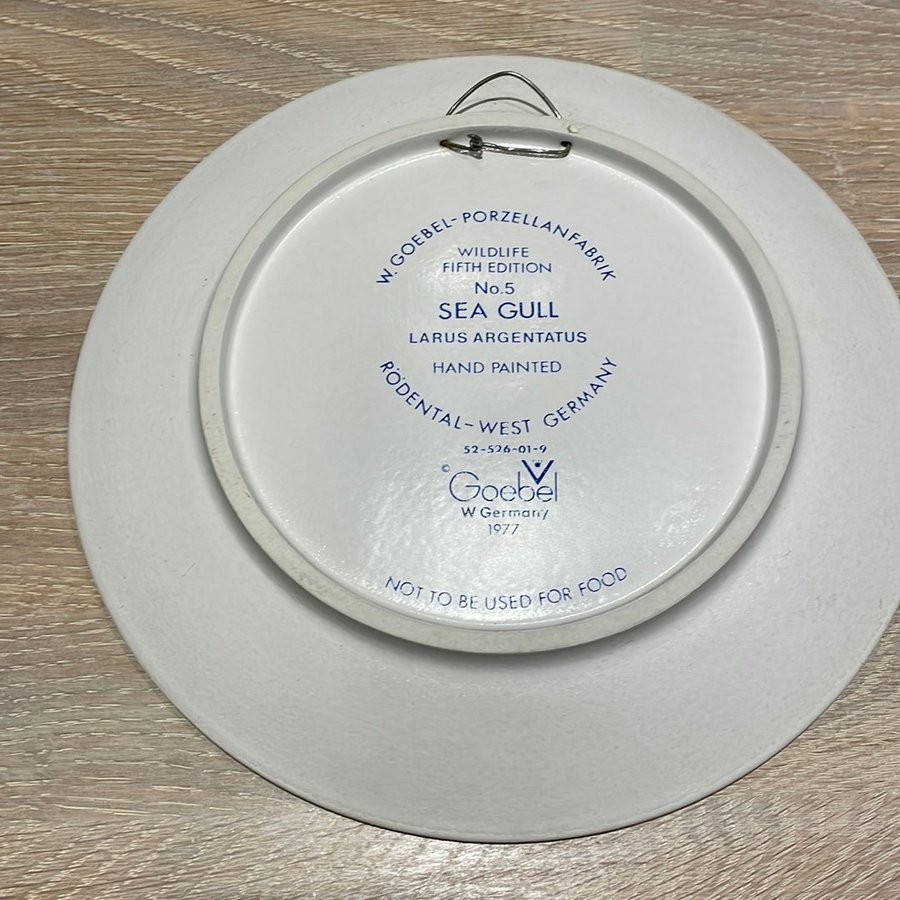 W. GOEBEL-PORZELLANFABRIK
WILDLIFE
FIFTH EDITION
No.5
SEA GULL
LARUS ARGENTATUS
HAND PAINTED
RÖDENTAL-WEST GERMANY
52-526-01-9
© Goebel
W Germany
1977
NOT TO BE USED FOR FOOD